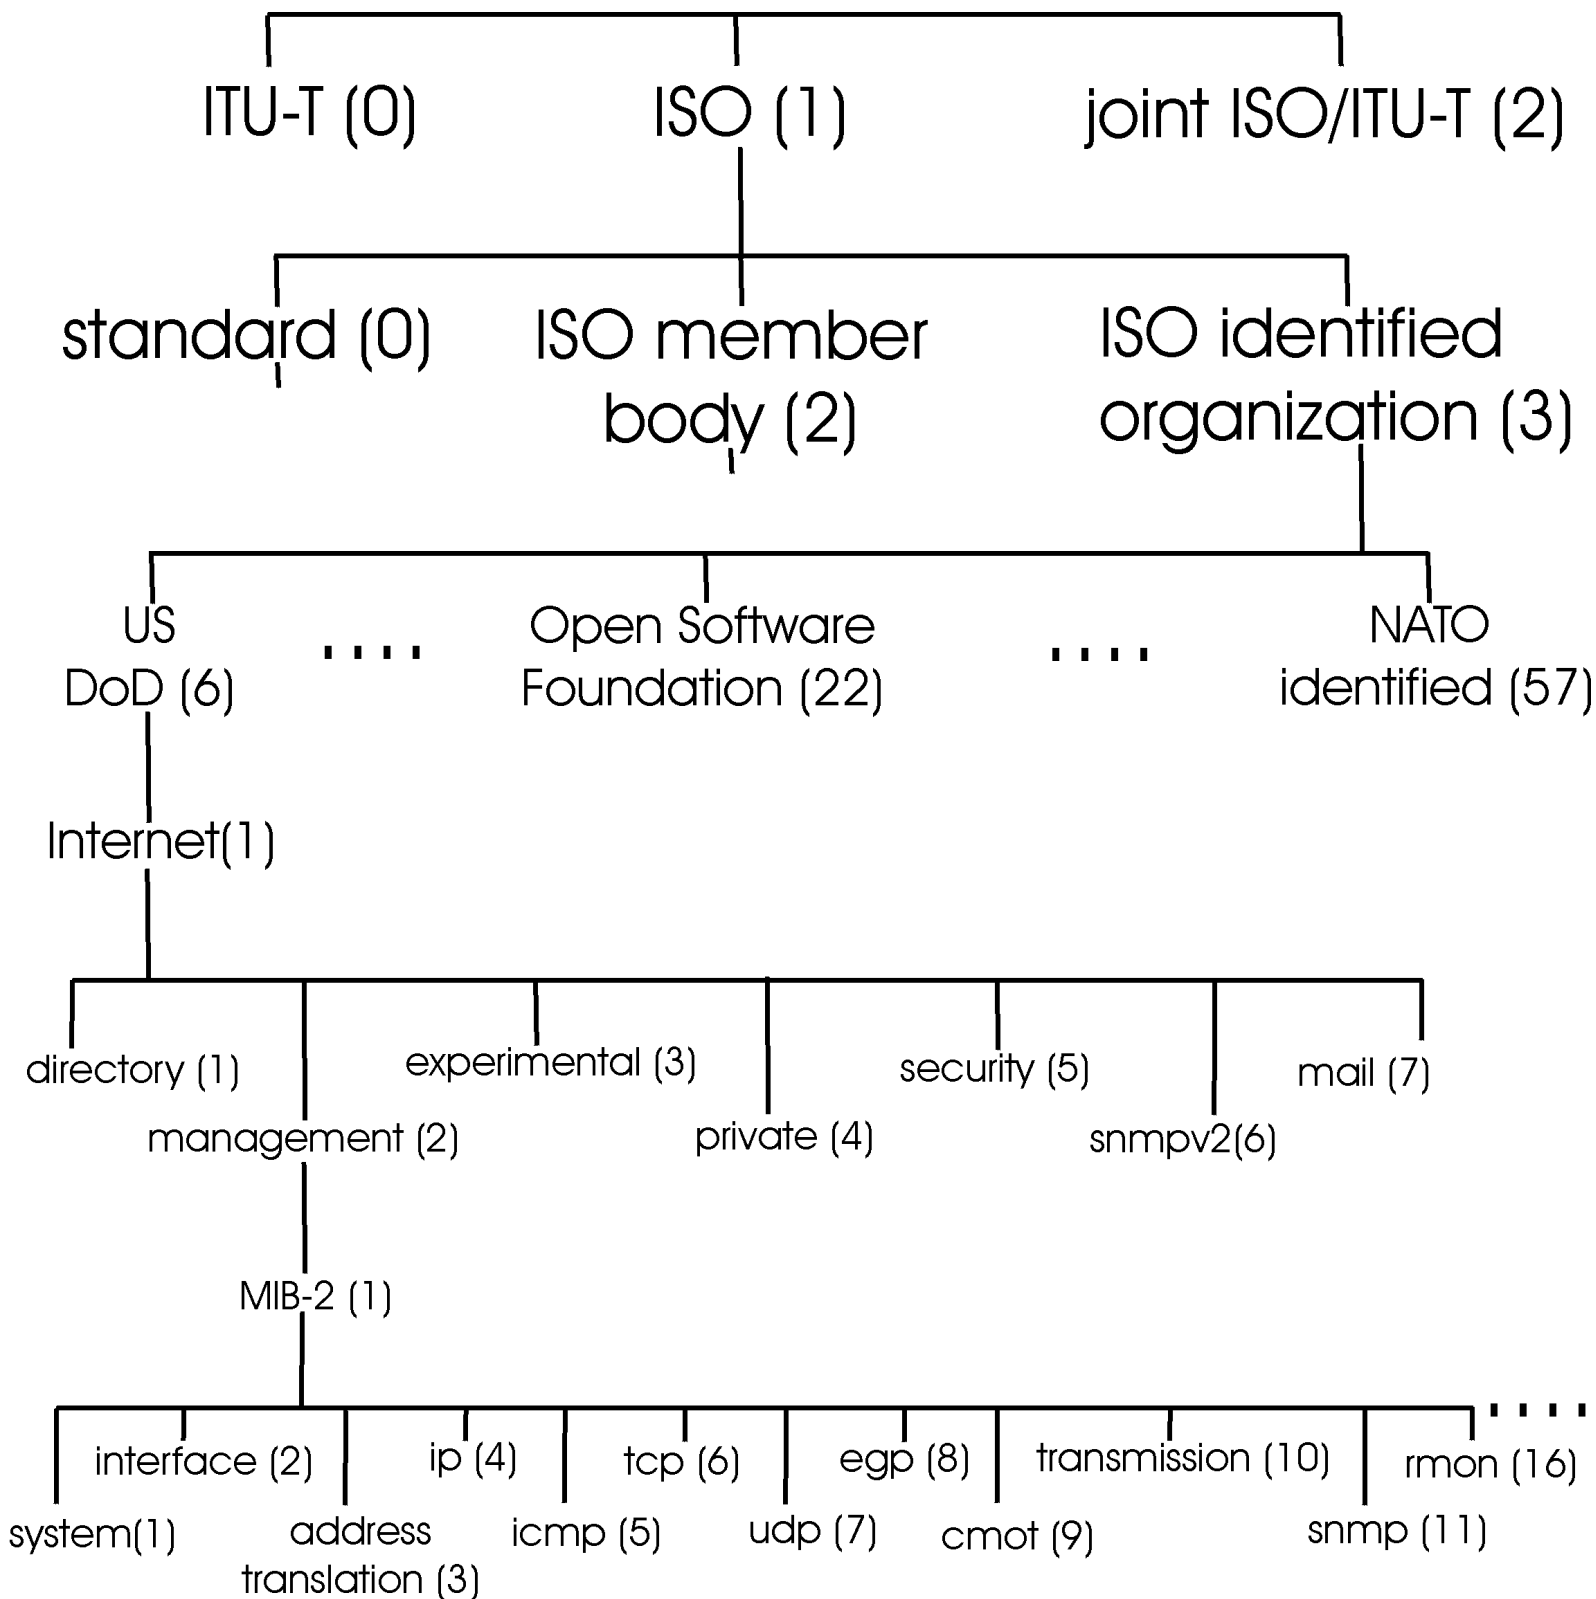 ITU-T (0)
ISO (1)
joint ISO/ITU-T (2)
standard (0)
ISO member
body (2)
ISO identified
organization (3)
US
DoD (6)
Open Software
Foundation (22)
NATO
identified (57)
Internet(1)
directory (1)
management (2)
experimental (3)
private (4)
security (5)
snmpv2(6)
mail (7)
MIB-2 (1)
system(1)
interface (2)
address
translation (3)
ip (4)
icmp (5)
tcp (6)
udp (7)
egp (8)
cmot (9)
transmission (10)
snmp (11)
rmon (16)